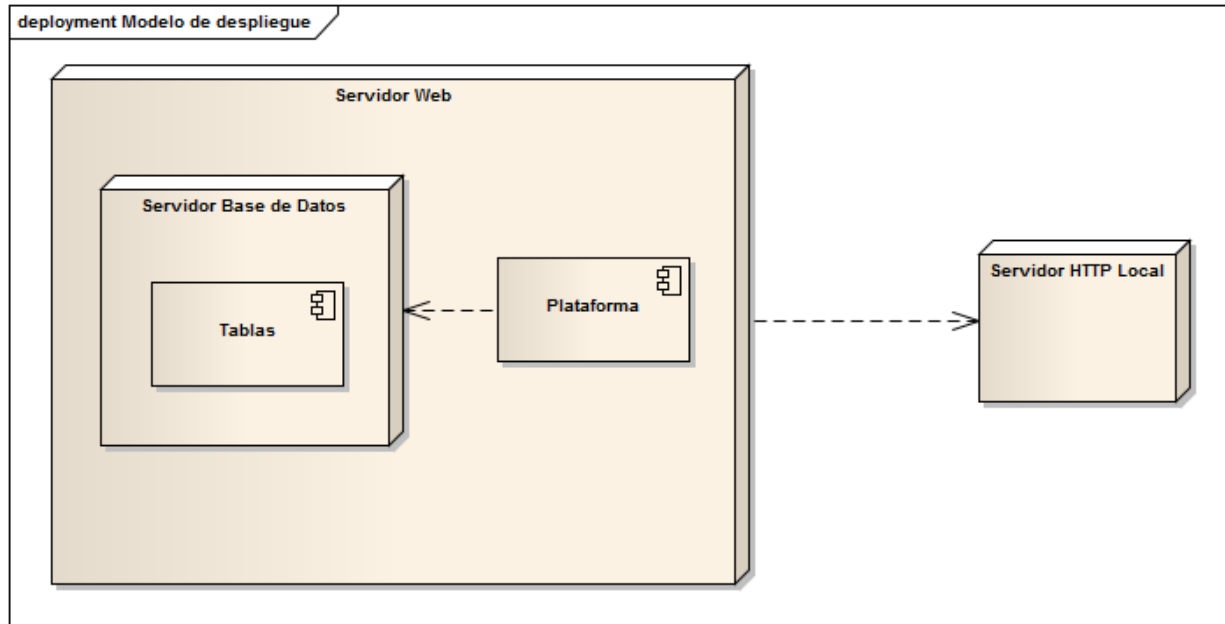 deployment Modelo de despliegue
Servidor Web
Servidor Base de Datos
Tablas
Plataforma
Servidor HTTP Local